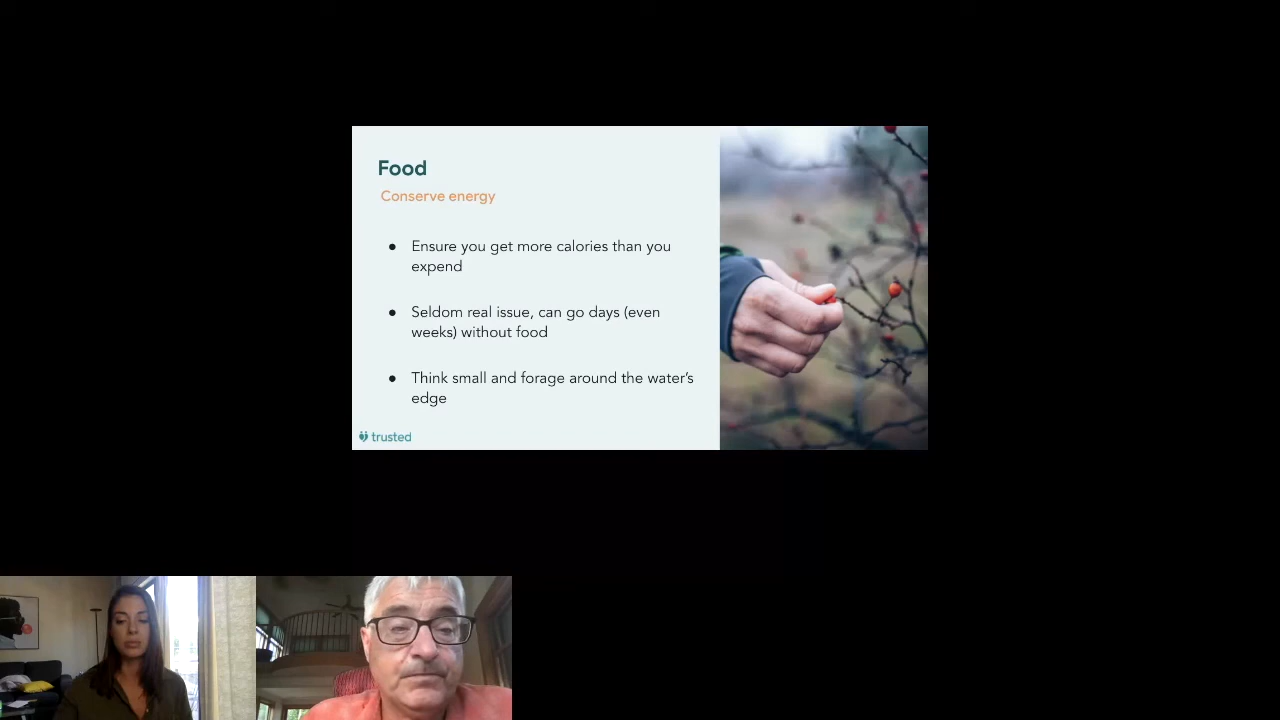 Food
Conserve energy
● Ensure you get more calories than you
expend
● Seldom real issue, can go days (even
weeks) without food
● Think small and forage around the water's
edge
trusted